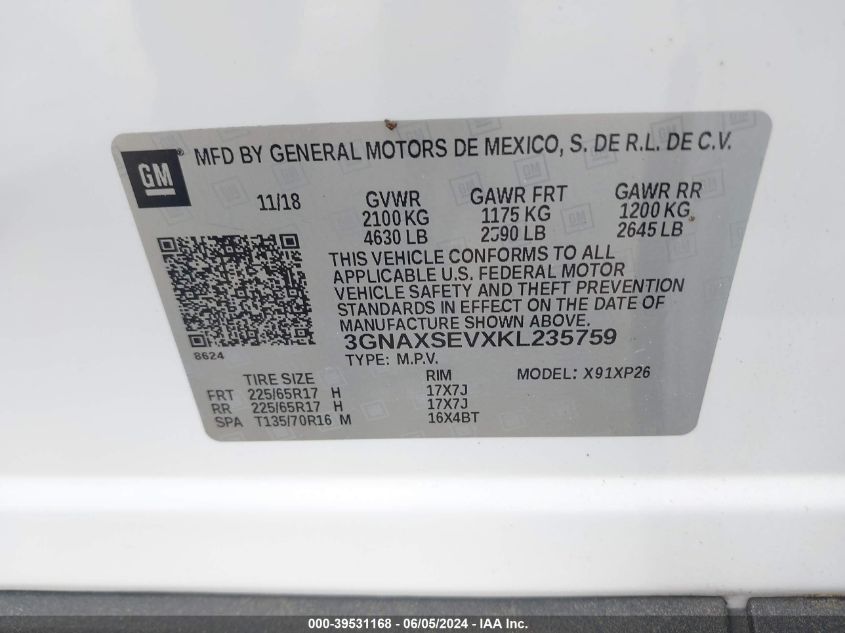 GM ® MFD BY GENERAL MOTORS DE MEXICO, S. DE R.L. DE C.V.
11/18 GVWR GAWR FRT GAWR RR
2100 KG 1175 KG 1200 KG
4630 LB 2590 LB 2645 LB
THIS VEHICLE CONFORMS TO ALL
APPLICABLE U.S. FEDERAL MOTOR
VEHICLE SAFETY AND THEFT PREVENTION
STANDARDS IN EFFECT ON THE DATE OF
MANUFACTURE SHOWN ABOVE.
3GNAXSEVXKL235759
8624
TYPE: M.P.V.
TIRE SIZE RIM MODEL: X91XP26
FRT 225/65R17 H 17X7J
RR 225/65R17 H 17X7J
SPA T135/70R16 M 16X4BT
000-39531168 - 06/05/2024 - IAAI Inc.